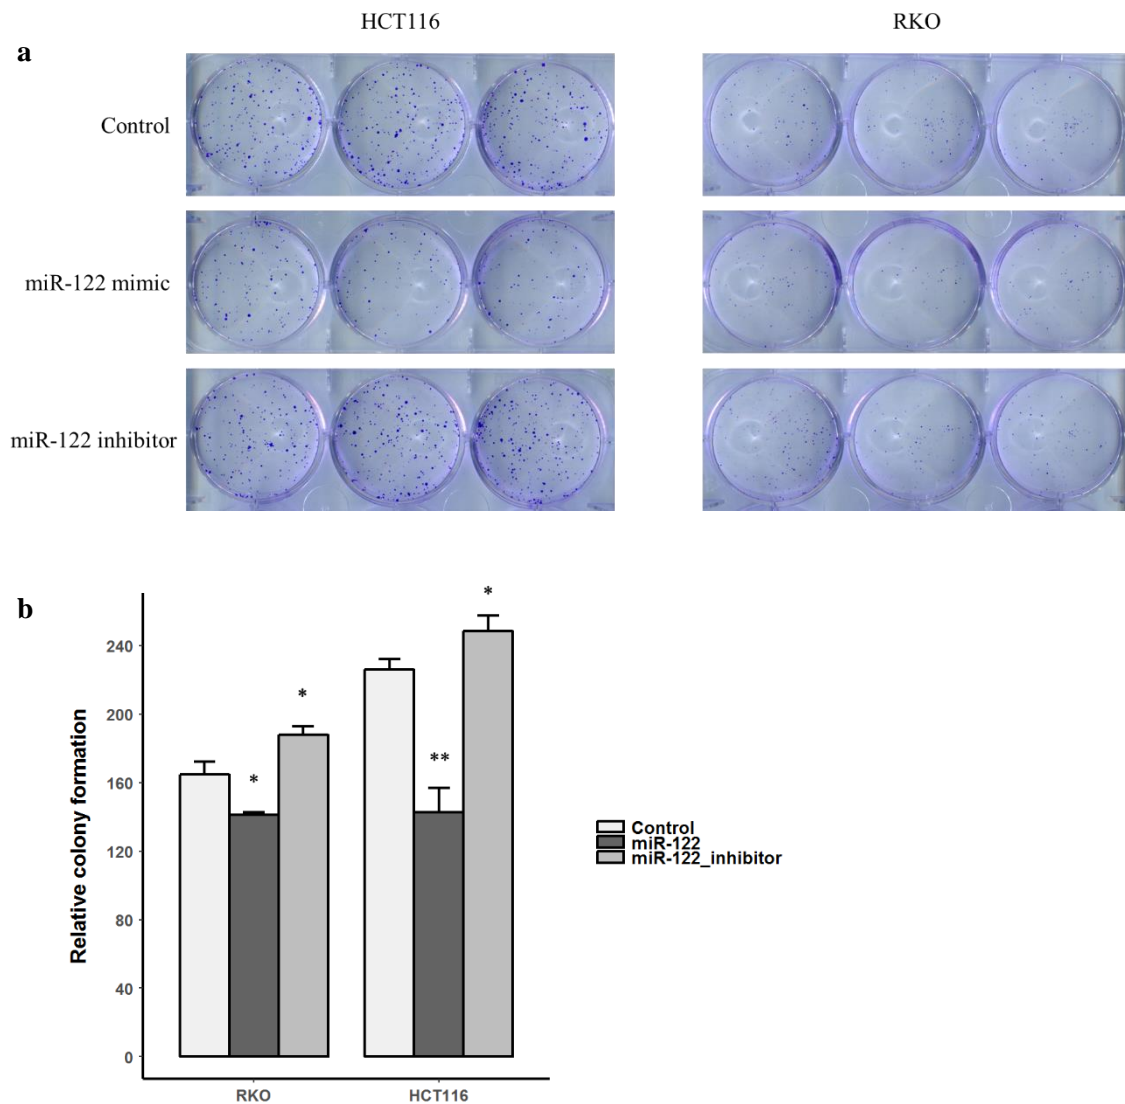 HCT116 RKO
a
Control
miR-122 mimic
miR-122 inhibitor
b
Relative colony formation
240
200
160
120
80
40
0
*
*
**
*
RKO HCT116
Control
miR-122
miR-122_inhibitor